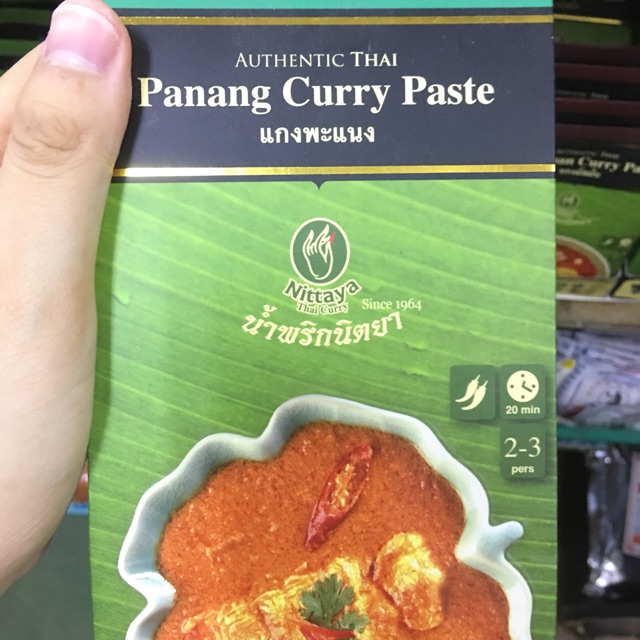 AUTHENTIC THAI
Panang Curry Paste
แกงพะแนง
Nittaya
Thai Curry
Since 1964
น้ำพริกนิตยา
20 min
2-3
pers
Curry